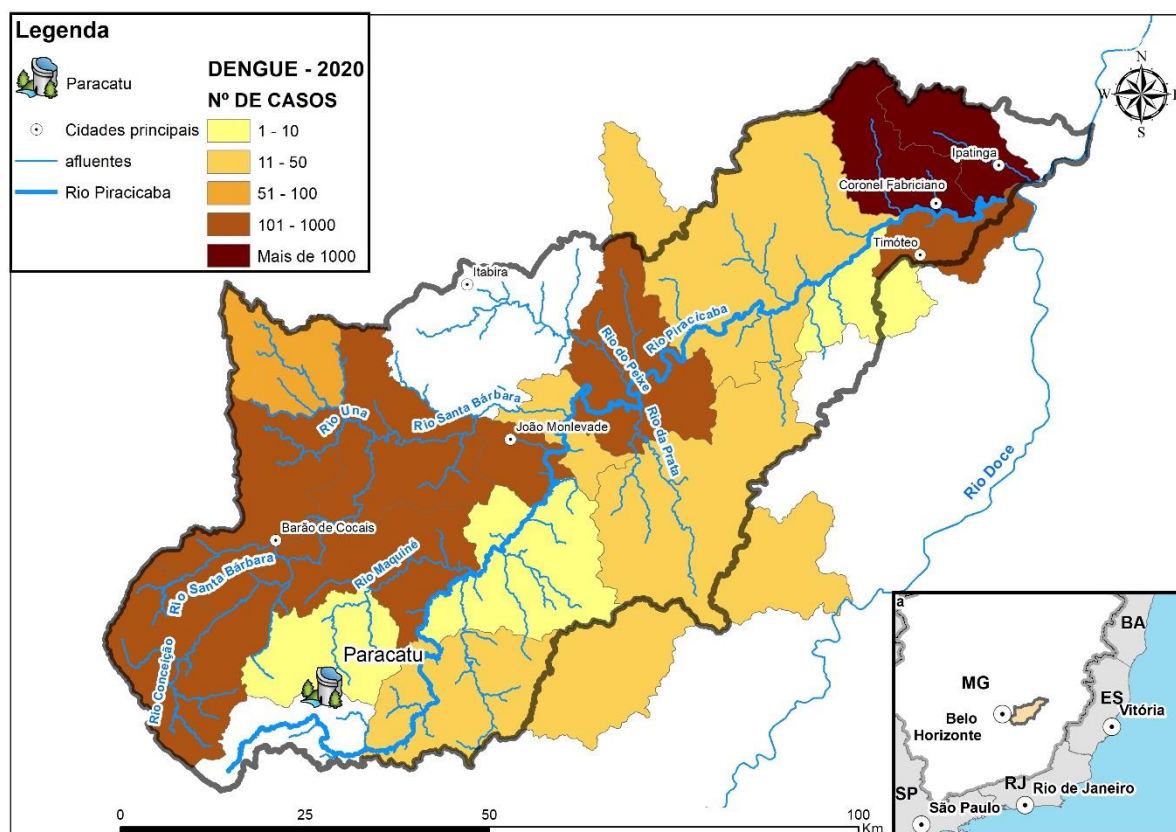 Legenda
Paracatu
Cidades principais
afluentes
Rio Piracicaba
DENGUE - 2020
Nº DE CASOS
1 - 10
11 - 50
51 - 100
101 - 1000
Mais de 1000
N
W
E
S
Ipatinga
Coronel Fabriciano
Timóteo
Itabira
Rio Piracicaba
Rio do Peixe
Rio Santa Bárbara
Rio Una
João Monlevade
Rio da Prata
Rio Doce
Barão de Cocais
Rio Maquiné
Rio Santa Bárbara
Rio Conceição
Paracatu
0
25
50
100
Km
a
BA
MG
ES
Belo
Horizonte
Vitória
RJ
Rio de Janeiro
SP
São Paulo